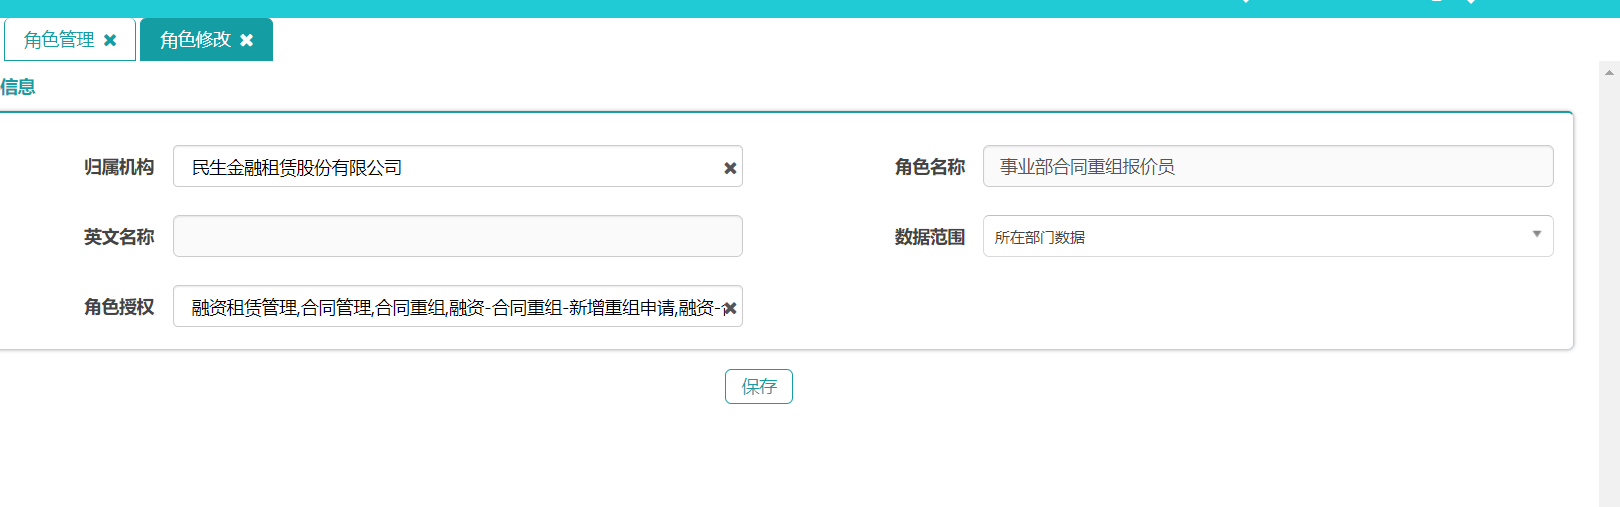 角色管理 ✖ 角色修改 ✖
信息
归属机构 民生金融租赁股份有限公司 ✖ 角色名称 事业部合同重组报价员
英文名称 数据范围 所在部门数据
角色授权 融资租赁管理,合同管理,合同重组,融资-合同重组-新增重组申请,融资- ✖
保存